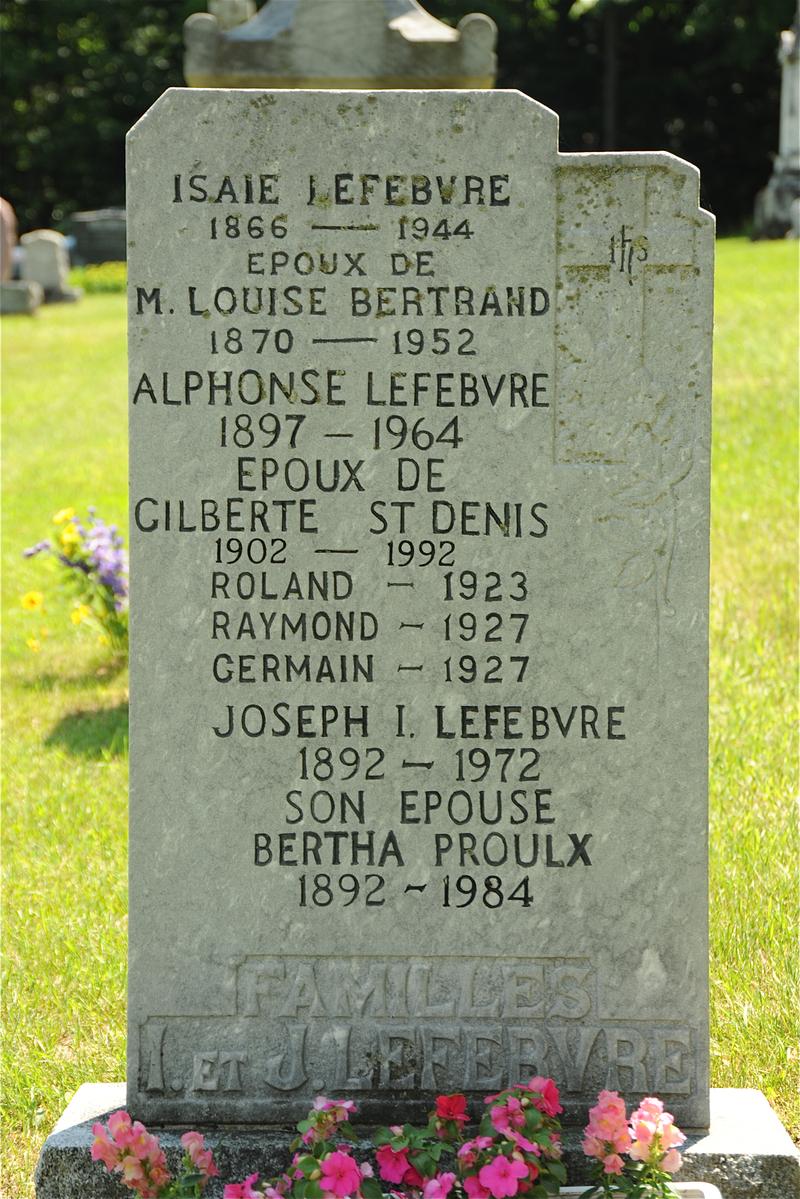 IHS
ISAIE LEFEBVRE
1866 — 1944
EPOUX DE
M. LOUISE BERTRAND
1870 — 1952
ALPHONSE LEFEBVRE
1897 — 1964
EPOUX DE
GILBERTE ST DENIS
1902 — 1992
ROLAND - 1923
RAYMOND ~ 1927
GERMAIN ~ 1927
JOSEPH I. LEFEBVRE
1892 ~ 1972
SON EPOUSE
BERTHA PROULX
1892 ~ 1984
FAMILLES
I. ET J. LEFEBVRE